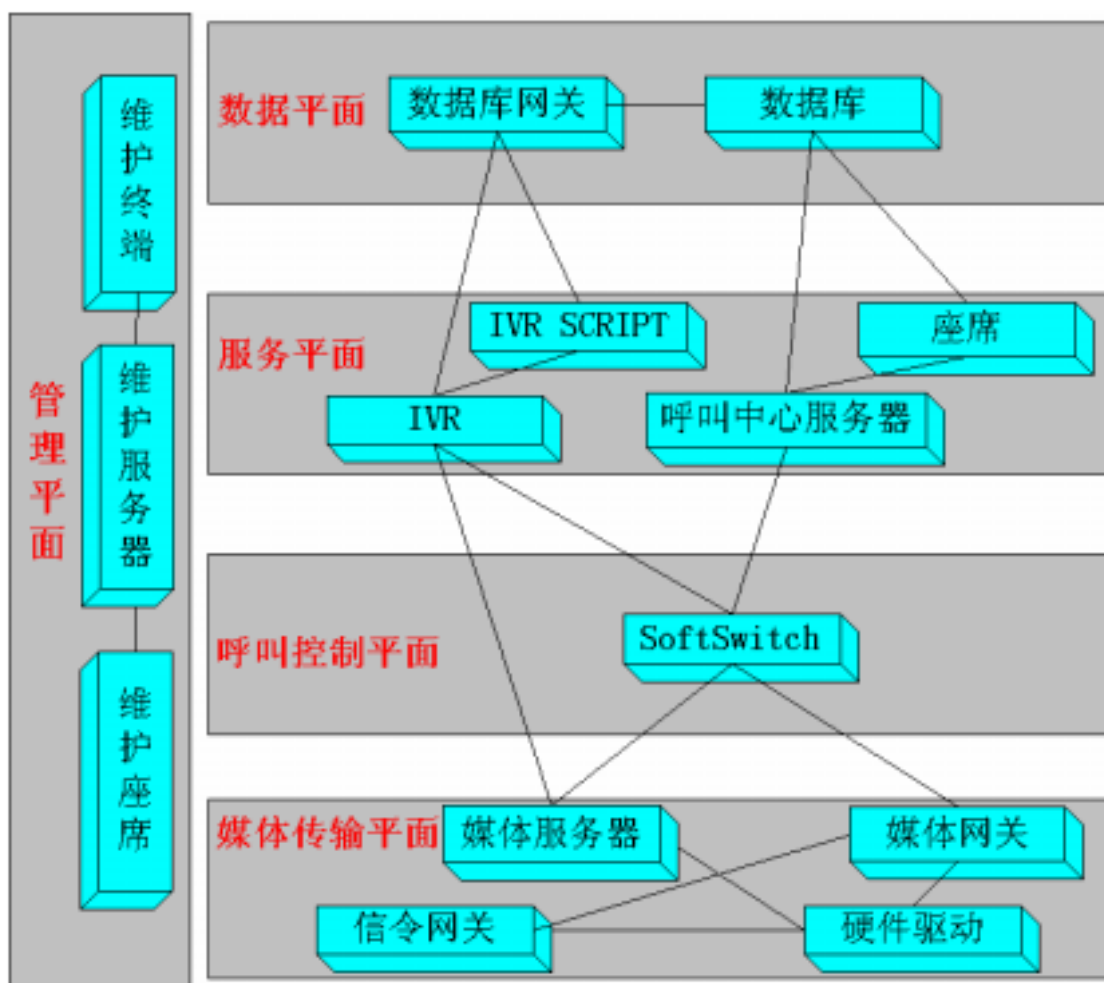 管理平面
维护终端
维护服务器
维护座席
数据平面
数据库网关
数据库
服务平面
IVR SCRIPT
座席
IVR
呼叫中心服务器
呼叫控制平面
SoftSwitch
媒体传输平面
媒体服务器
媒体网关
信令网关
硬件驱动